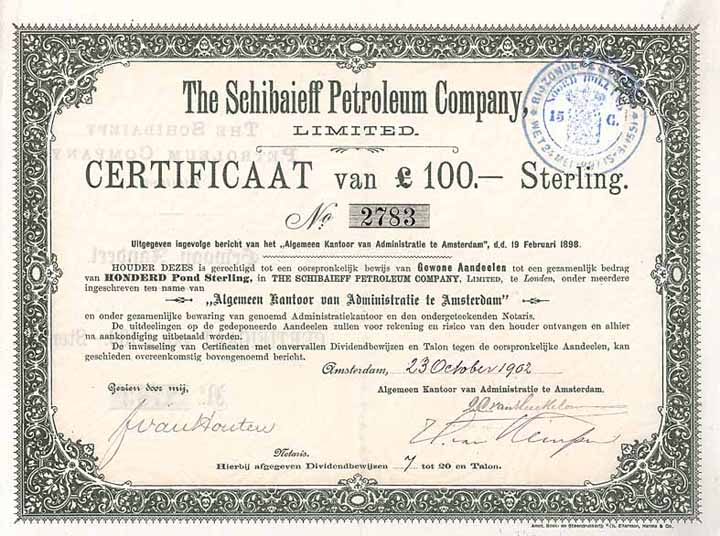 The Schibaieff Petroleum Company,
LIMITED.
CERTIFICAAT van £ 100.— Sterling.
No. 2783
Uitgegeven ingevolge bericht van het „Algemeen Kantoor van Administratie te Amsterdam", d.d. 19 Februari 1898.
HOUDER DEZES is gerechtigd tot een oorspronkelijk bewijs van Gewone Aandeelen tot een gezamenlijk bedrag
van HONDERD Pond Sterling, in THE SCHIBAIEFF PETROLEUM COMPANY, LIMITED, te Londen, onder meerdere
ingeschreven ten name van
„Algemeen Kantoor van Administratie te Amsterdam"
en onder gezamenlijke bewaring van genoemd Administratiekantoor en den ondergeteekenden Notaris.
De uitdeelingen op de gedeponeerde Aandeelen zullen voor rekening en risico van den houder ontvangen en alhier
na aankondiging uitbetaald worden.
De inwisseling van Certificaten met onvervallen Dividendbewijzen en Talon tegen de oorspronkelijke Aandeelen, kan
geschieden overeenkomstig bovengenoemd bericht.
Amsterdam, 23 October 1902
Gezien door mij,
Algemeen Kantoor van Administratie te Amsterdam.
J van Houten
Notaris.
Hierbij afgegeven Dividendbewijzen 7 tot 20 en Talon.
15 C.